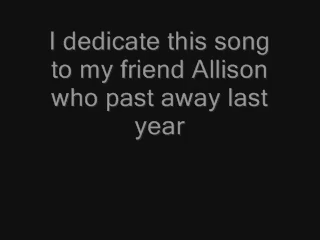 I dedicate this song
to my friend Allison
who past away last
year